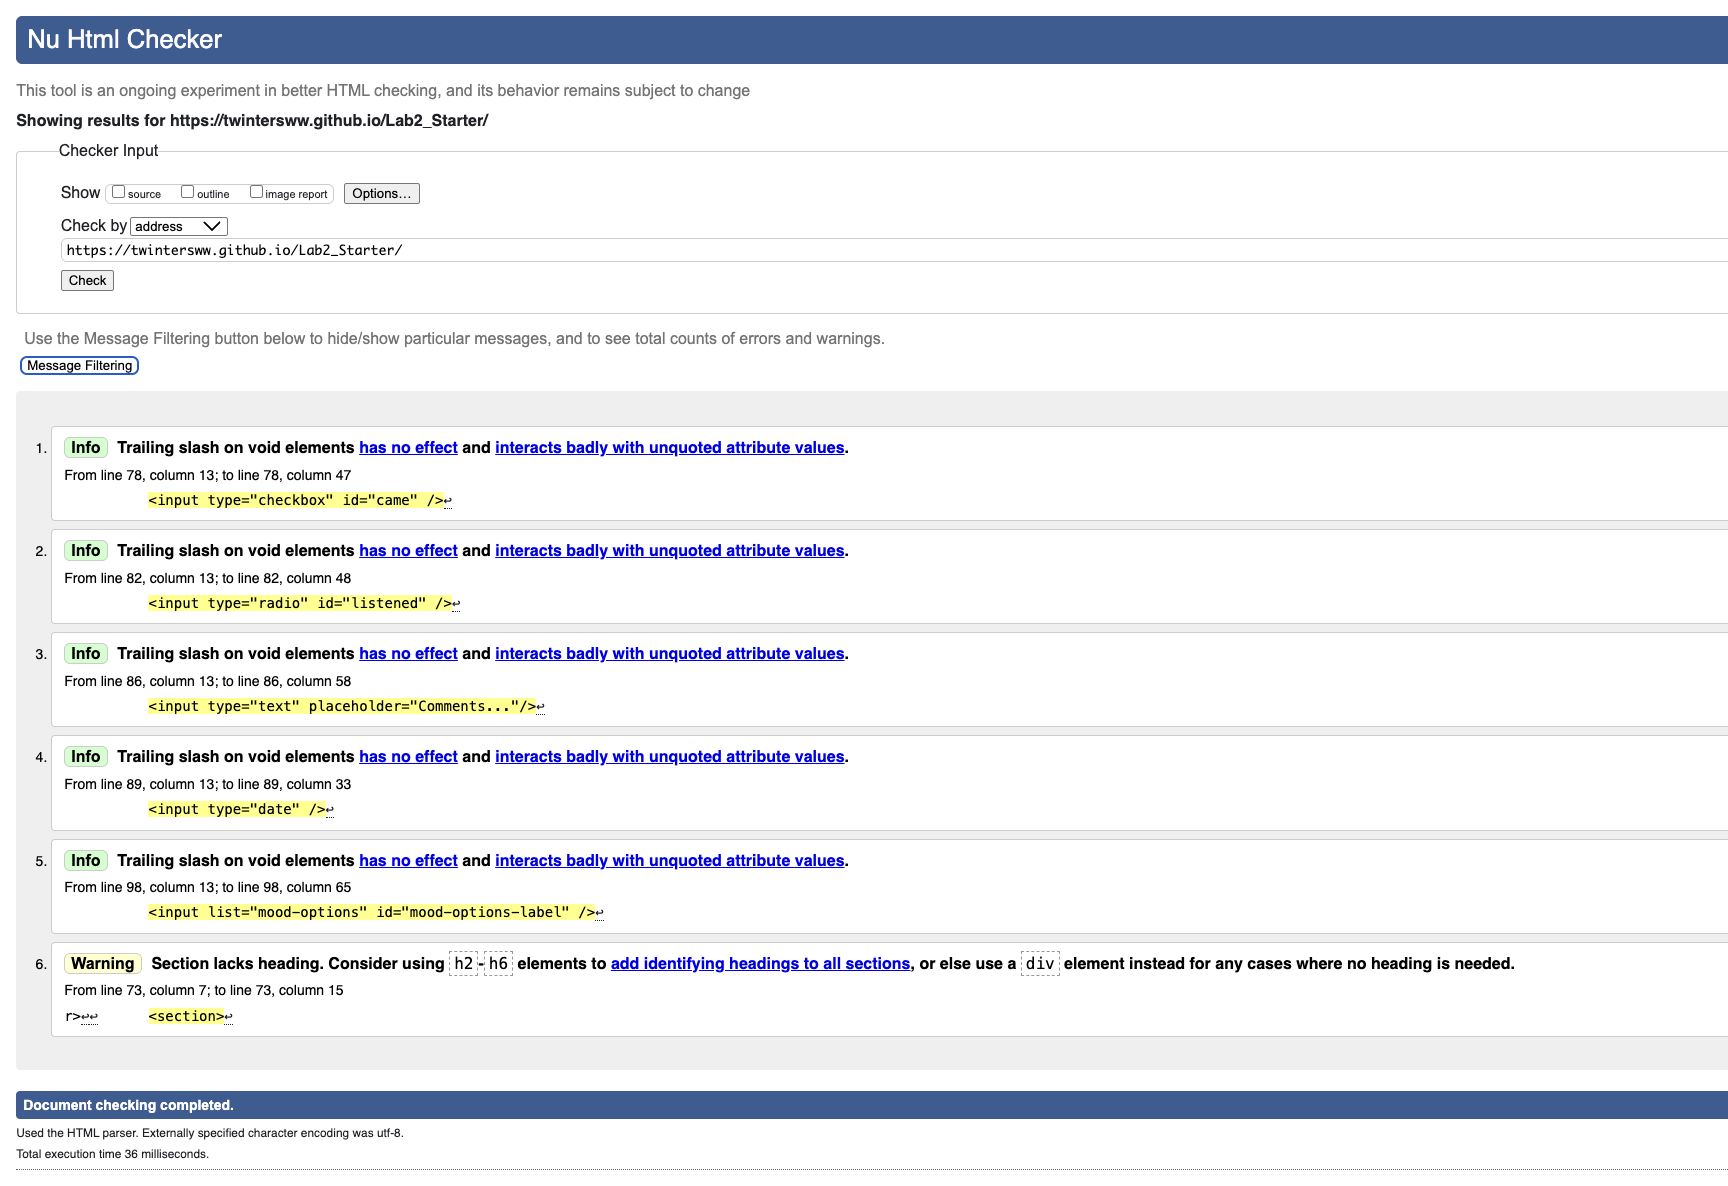 Nu Html Checker
This tool is an ongoing experiment in better HTML checking, and its behavior remains subject to change
Showing results for https://twintersww.github.io/Lab2_Starter/
Checker Input
Show source outline image report Options...
Check by address
https://twintersww.github.io/Lab2_Starter/
Check
Use the Message Filtering button below to hide/show particular messages, and to see total counts of errors and warnings.
Message Filtering
1. Info Trailing slash on void elements has no effect and interacts badly with unquoted attribute values.
From line 78, column 13; to line 78, column 47
<input type="checkbox" id="came" />↩
2. Info Trailing slash on void elements has no effect and interacts badly with unquoted attribute values.
From line 82, column 13; to line 82, column 48
<input type="radio" id="listened" />↩
3. Info Trailing slash on void elements has no effect and interacts badly with unquoted attribute values.
From line 86, column 13; to line 86, column 58
<input type="text" placeholder="Comments..."/>↩
4. Info Trailing slash on void elements has no effect and interacts badly with unquoted attribute values.
From line 89, column 13; to line 89, column 33
<input type="date" />↩
5. Info Trailing slash on void elements has no effect and interacts badly with unquoted attribute values.
From line 98, column 13; to line 98, column 65
<input list="mood-options" id="mood-options-label" />↩
6. Warning Section lacks heading. Consider using h2-h6 elements to add identifying headings to all sections, or else use a div element instead for any cases where no heading is needed.
From line 73, column 7; to line 73, column 15
r>↩↩ <section>↩
Document checking completed.
Used the HTML parser. Externally specified character encoding was utf-8.
Total execution time 36 milliseconds.